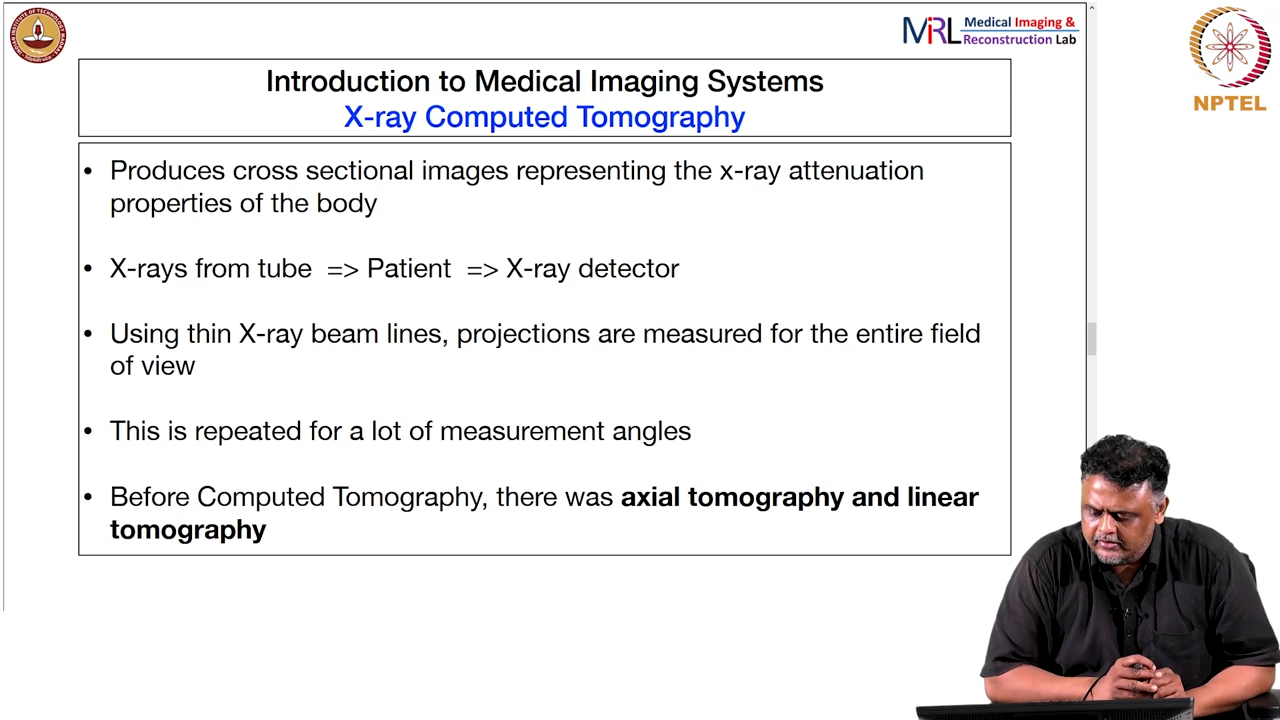 MiRL Medical Imaging &
Reconstruction Lab
NPTEL
Introduction to Medical Imaging Systems
X-ray Computed Tomography
• Produces cross sectional images representing the x-ray attenuation
properties of the body
• X-rays from tube => Patient => X-ray detector
• Using thin X-ray beam lines, projections are measured for the entire field
of view
• This is repeated for a lot of measurement angles
• Before Computed Tomography, there was axial tomography and linear
tomography